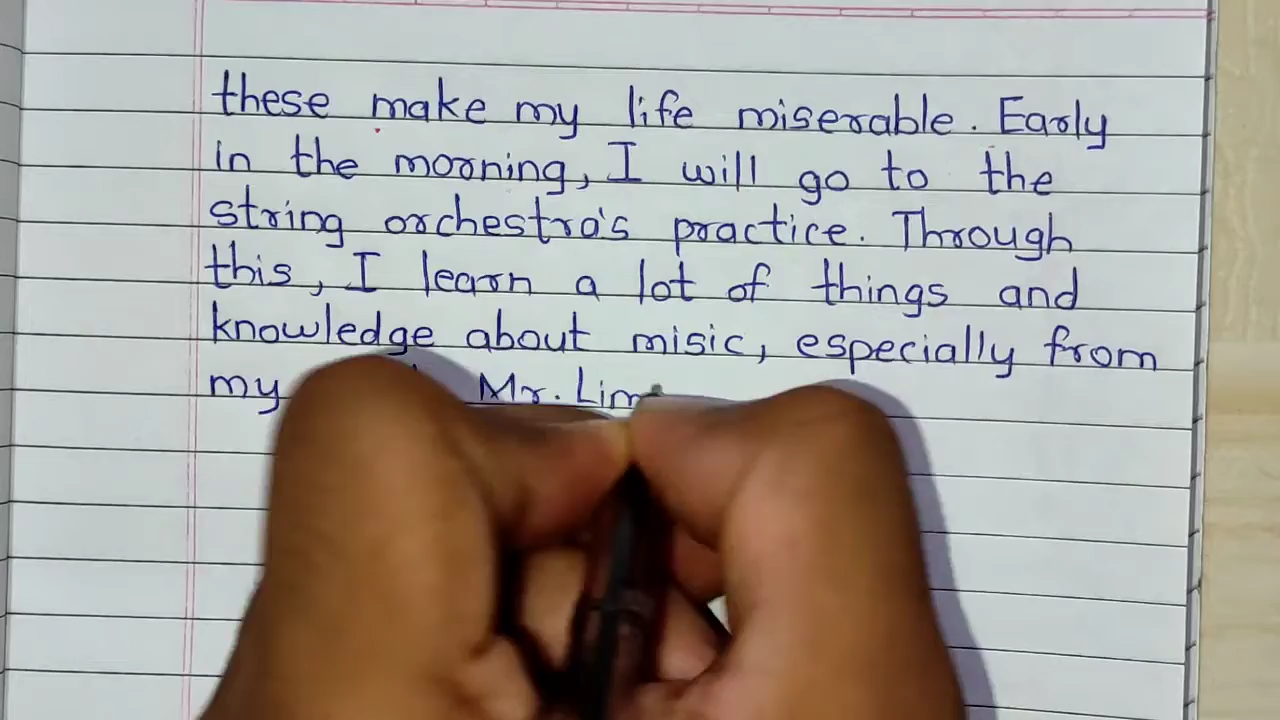 these make my life miserable. Early
in the morning, I will go to the
string orchestra's practice. Through
this, I learn a lot of things and
knowledge about misic, especially from
my Mr. Lim